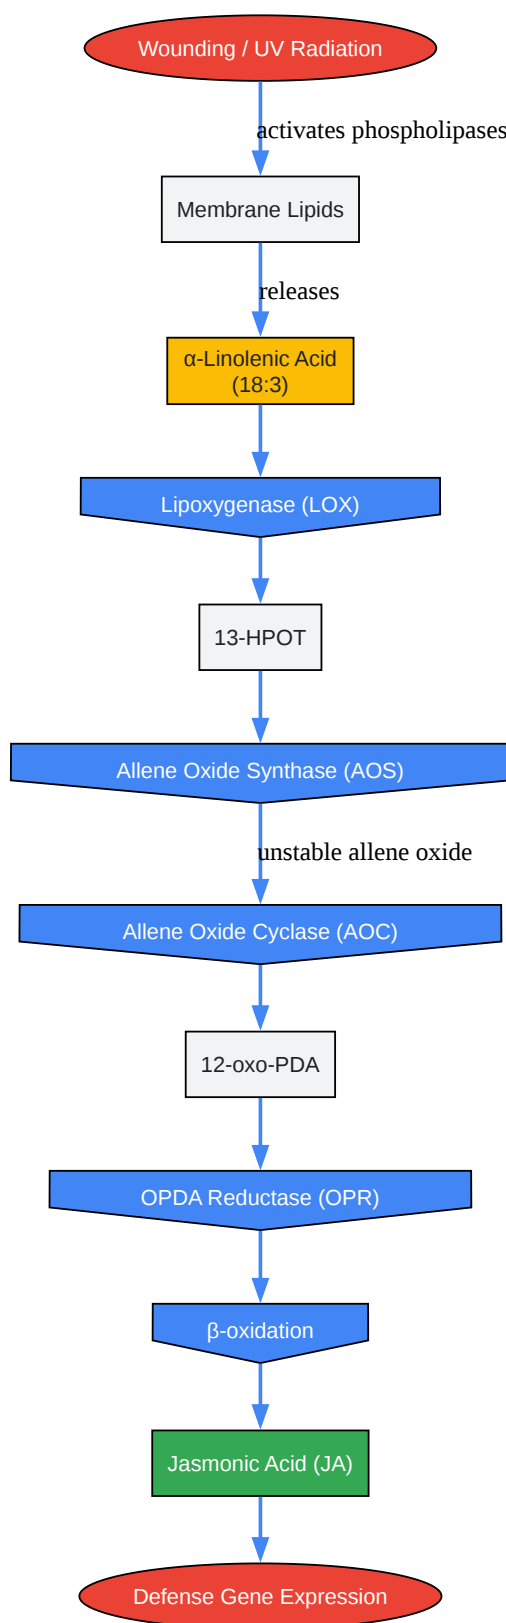 Wounding / UV Radiation
activates phospholipases
Membrane Lipids
releases
α-Linolenic Acid
(18:3)
Lipoxygenase (LOX)
13-HPOT
Allene Oxide Synthase (AOS)
unstable allene oxide
Allene Oxide Cyclase (AOC)
12-oxo-PDA
OPDA Reductase (OPR)
β-oxidation
Jasmonic Acid (JA)
Defense Gene Expression